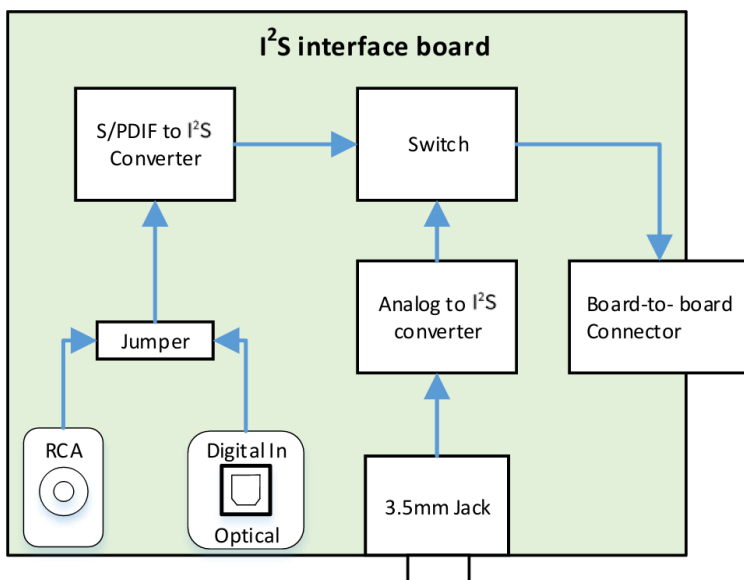 I²S interface board
S/PDIF to I²S
Converter
Switch
Analog to I²S
converter
Board-to- board
Connector
Jumper
RCA
Digital In
Optical
3.5mm Jack